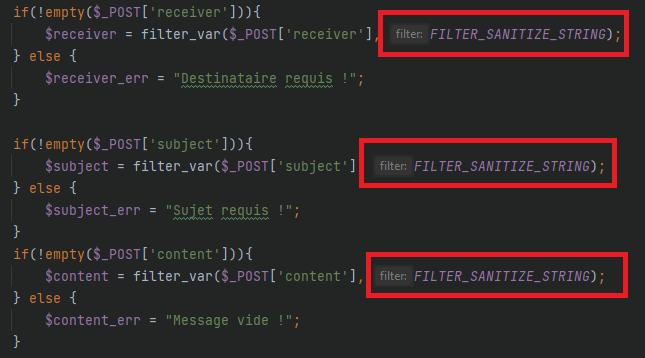 if(!empty($_POST['receiver'])){
$receiver = filter_var($_POST['receiver'], filter: FILTER_SANITIZE_STRING);
} else {
$receiver_err = "Destinataire requis !";
}
if(!empty($_POST['subject'])){
$subject = filter_var($_POST['subject'] filter: FILTER_SANITIZE_STRING);
} else {
$subject_err = "Sujet requis !";
}
if(!empty($_POST['content'])){
$content = filter_var($_POST['content'], filter: FILTER_SANITIZE_STRING);
} else {
$content_err = "Message vide !";
}